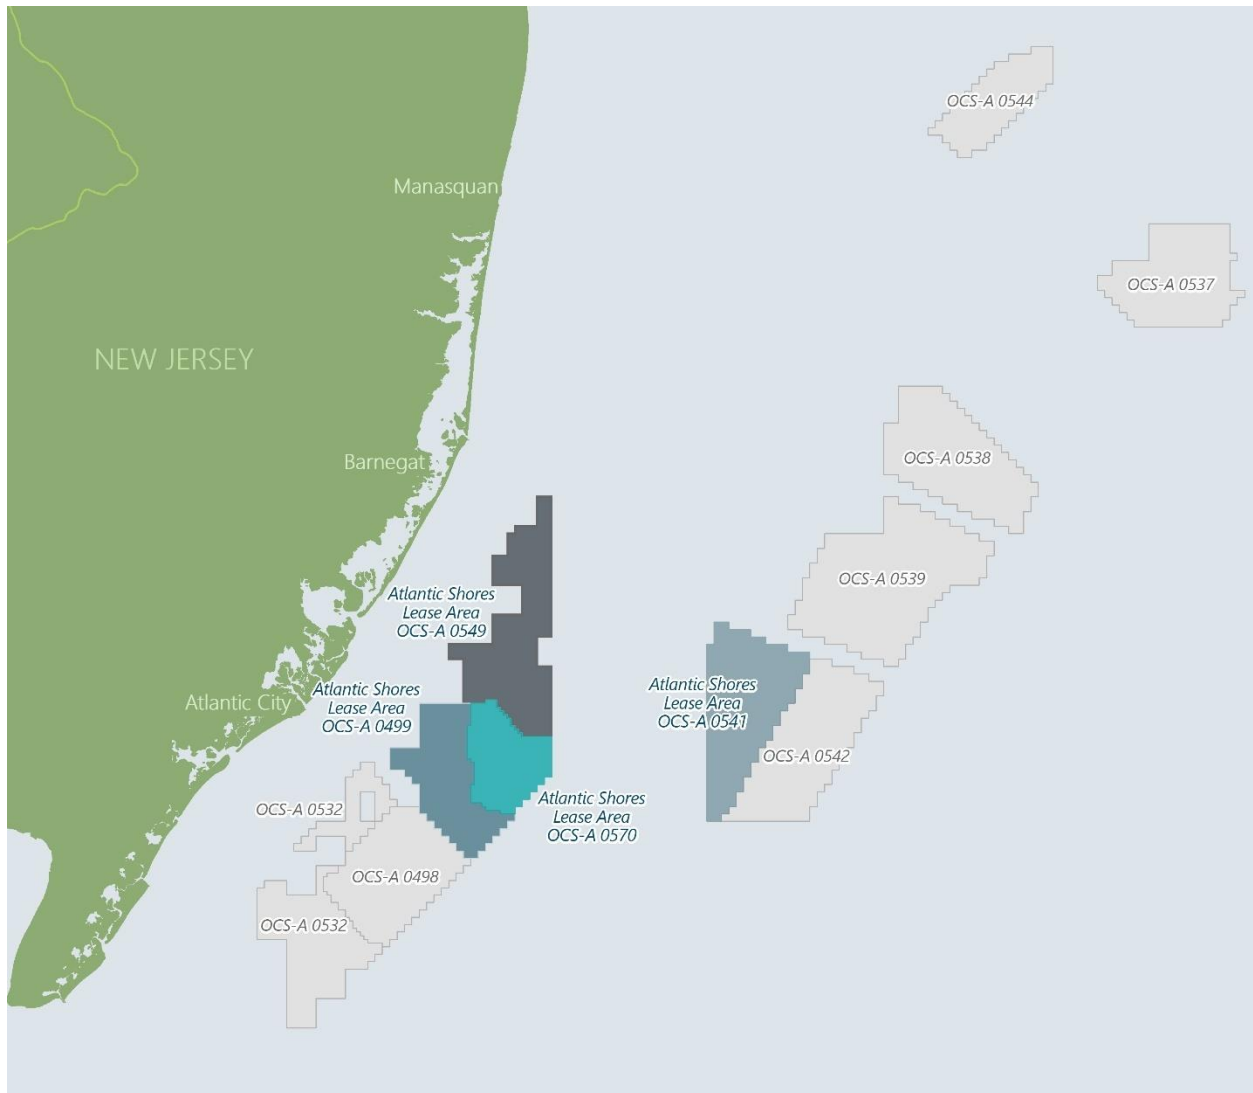 OCS-A 0544
Manasquan
OCS-A 0537
NEW JERSEY
OCS-A 0538
Barnegat
OCS-A 0539
Atlantic Shores
Lease Area
OCS-A 0549
Atlantic Shores
Lease Area
OCS-A 0499
Atlantic City
Atlantic Shores
Lease Area
OCS-A 0541
OCS-A 0542
Atlantic Shores
Lease Area
OCS-A 0570
OCS-A 0532
OCS-A 0498
OCS-A 0532